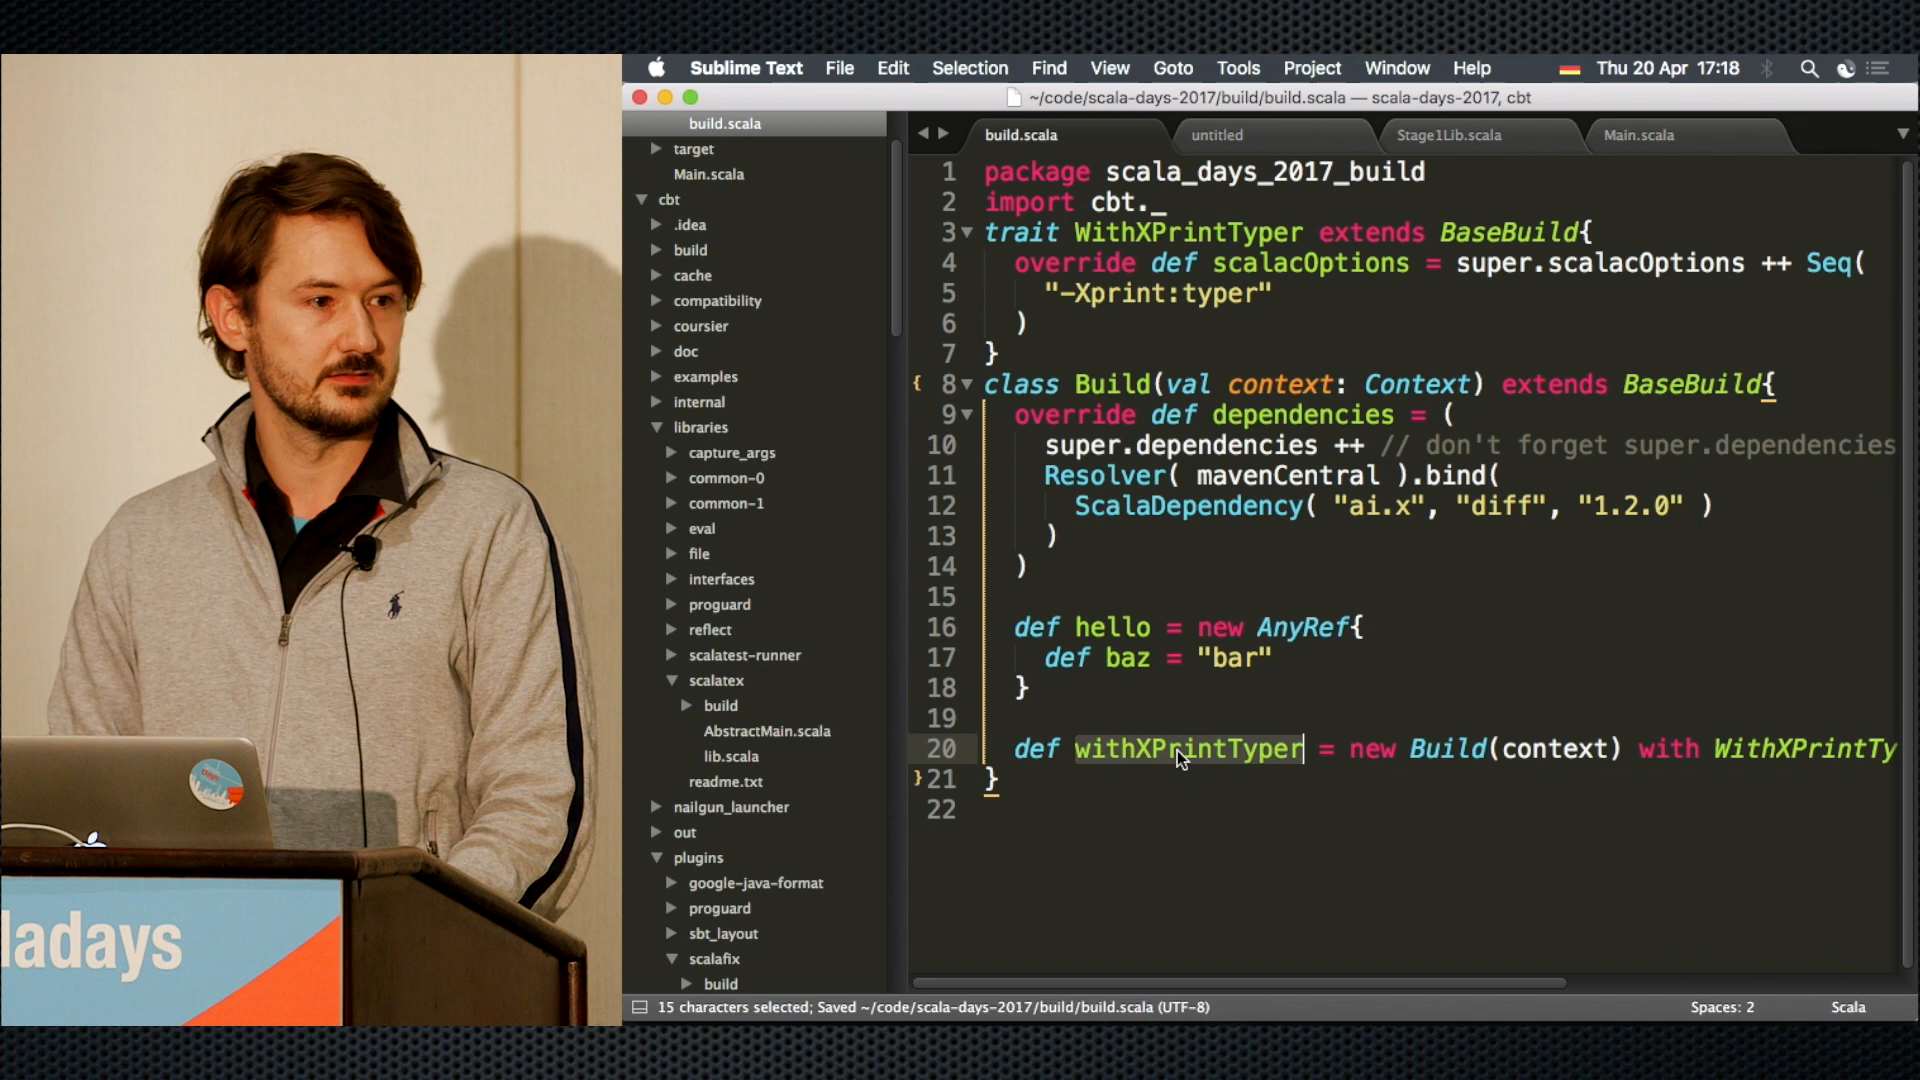 Sublime Text File Edit Selection Find View Goto Tools Project Window Help Thu 20 Apr 17:18
~/code/scala-days-2017/build/build.scala — scala-days-2017, cbt
build.scala
target
Main.scala
cbt
.idea
build
cache
compatibility
coursier
doc
examples
internal
libraries
capture_args
common-0
common-1
eval
file
interfaces
proguard
reflect
scalatest-runner
scalatex
build
AbstractMain.scala
lib.scala
readme.txt
nailgun_launcher
out
plugins
google-java-format
proguard
sbt_layout
scalafix
build
build.scala untitled Stage1Lib.scala Main.scala
1 package scala_days_2017_build
2 import cbt._
3 trait WithXPrintTyper extends BaseBuild{
4 override def scalacOptions = super.scalacOptions ++ Seq(
5 "-Xprint:typer"
6 )
7 }
8 class Build(val context: Context) extends BaseBuild{
9 override def dependencies = (
10 super.dependencies ++ // don't forget super.dependencies
11 Resolver( mavenCentral ).bind(
12 ScalaDependency( "ai.x", "diff", "1.2.0" )
13 )
14 )
15
16 def hello = new AnyRef{
17 def baz = "bar"
18 }
19
20 def withXPrintTyper = new Build(context) with WithXPrintTy
21 }
22
15 characters selected; Saved ~/code/scala-days-2017/build/build.scala (UTF-8) Spaces: 2 Scala
ladays